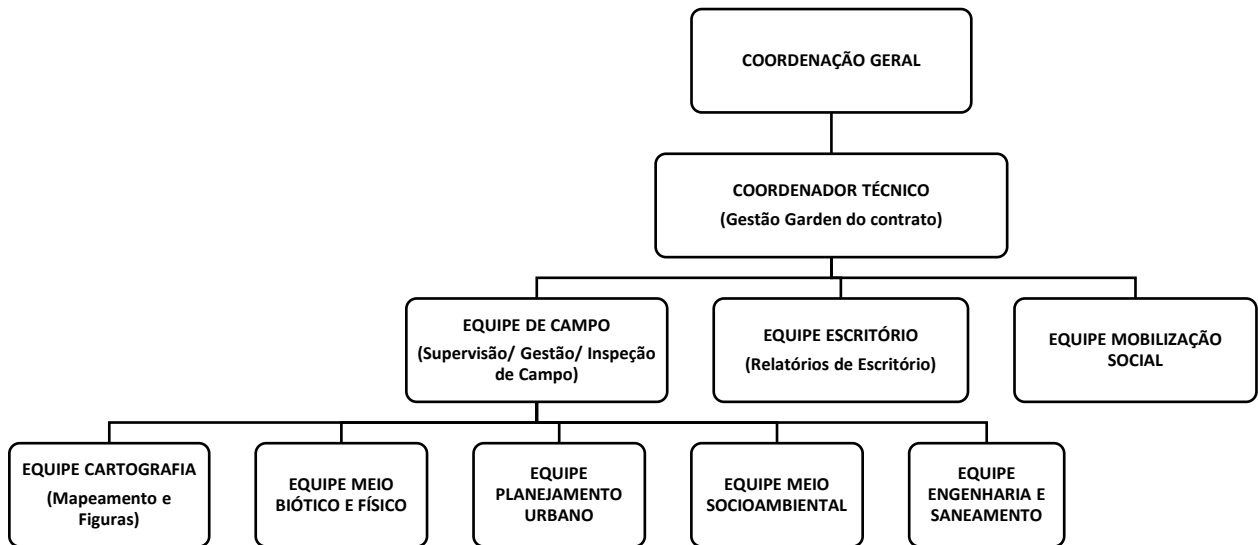 COORDENAÇÃO GERAL
COORDENADOR TÉCNICO
(Gestão Garden do contrato)
EQUIPE DE CAMPO
(Supervisão/ Gestão/ Inspeção
de Campo)
EQUIPE ESCRITÓRIO
(Relatórios de Escritório)
EQUIPE MOBILIZAÇÃO
SOCIAL
EQUIPE CARTOGRAFIA
(Mapeamento e
Figuras)
EQUIPE MEIO
BIÓTICO E FÍSICO
EQUIPE
PLANEJAMENTO
URBANO
EQUIPE MEIO
SOCIOAMBIENTAL
EQUIPE
ENGENHARIA E
SANEAMENTO